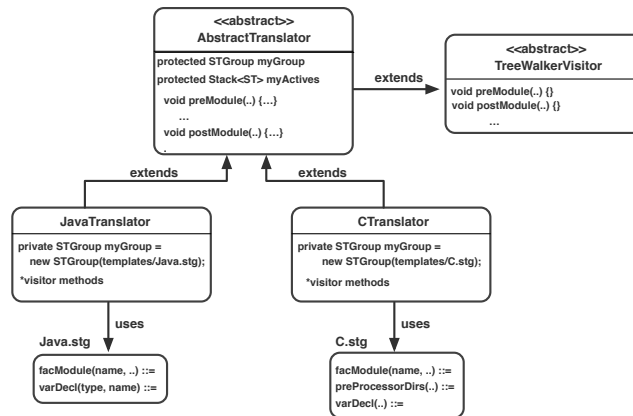 <<abstract>>
AbstractTranslator
protected STGroup myGroup
protected Stack<ST> myActives
void preModule(..) {...}
...
void postModule(..) {...}
.
extends
<<abstract>>
TreeWalkerVisitor
void preModule(..) {}
void postModule(..) {}
...
extends
extends
JavaTranslator
private STGroup myGroup =
new STGroup(templates/Java.stg);
*visitor methods
CTranslator
private STGroup myGroup =
new STGroup(templates/C.stg);
*visitor methods
uses
uses
Java.stg
facModule(name, ..) ::=
varDecl(type, name) ::=
C.stg
facModule(name, ..) ::=
preProcessorDirs(..) ::=
varDecl(..) ::=